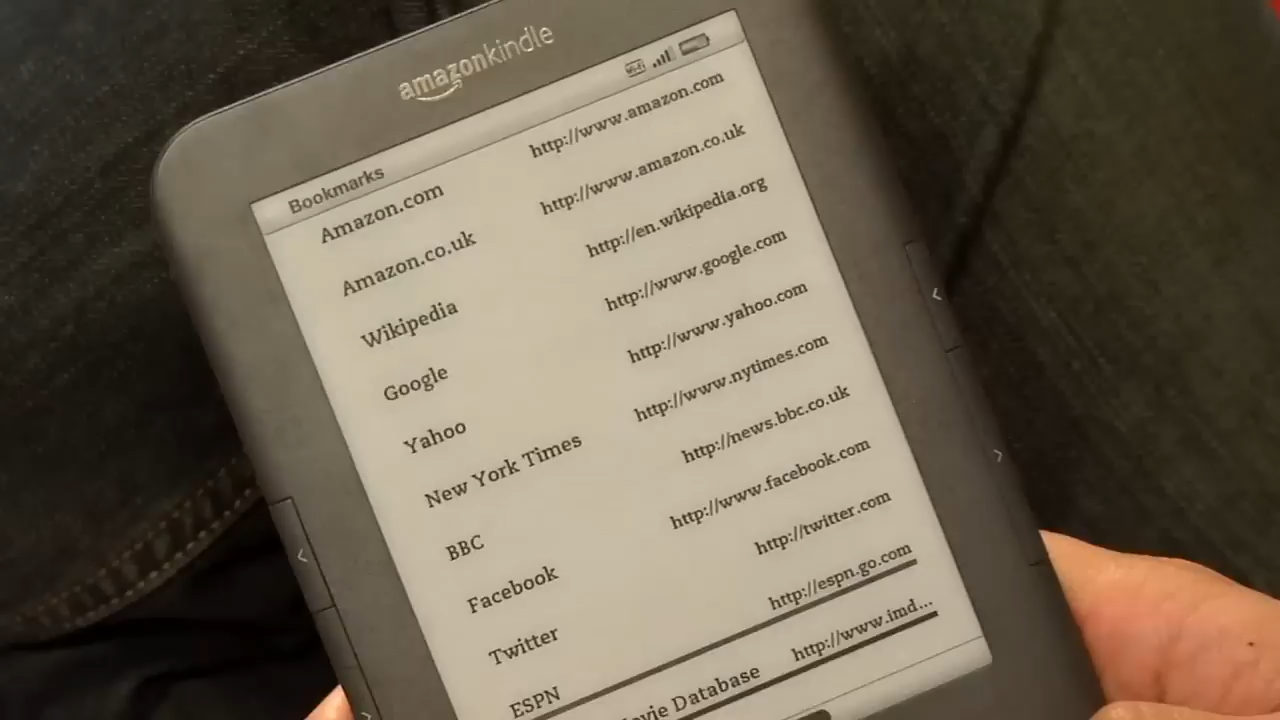 amazonkindle
Bookmarks
Amazon.com http://www.amazon.com
Amazon.co.uk http://www.amazon.co.uk
Wikipedia http://en.wikipedia.org
Google http://www.google.com
Yahoo http://www.yahoo.com
New York Times http://www.nytimes.com
BBC http://news.bbc.co.uk
Facebook http://www.facebook.com
Twitter http://twitter.com
ESPN http://espn.go.com
Database http://www.imd...